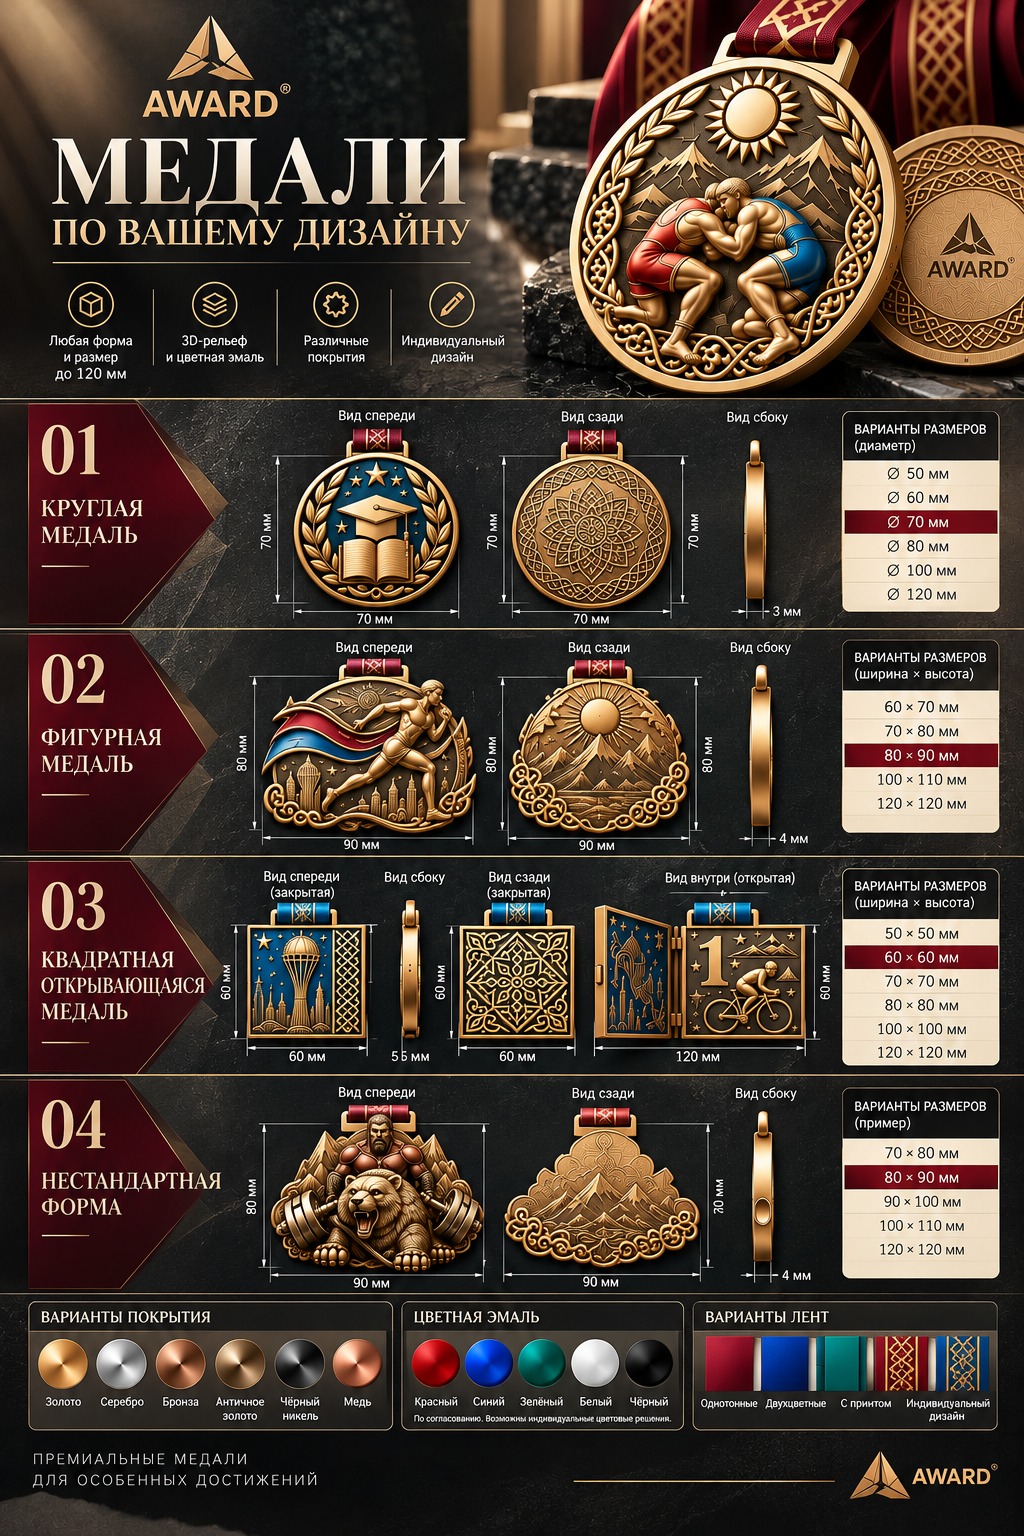 AWARD®
МЕДАЛИ
ПО ВАШЕМУ ДИЗАЙНУ
Любая форма
и размер
до 120 мм
3D-рельеф
и цветная эмаль
Различные
покрытия
Индивидуальный
дизайн
AWARD®
01
КРУГЛАЯ
МЕДАЛЬ
Вид спереди
70 мм
70 мм
Вид сзади
70 мм
70 мм
70 мм
Вид сбоку
3 мм
ВАРИАНТЫ РАЗМЕРОВ
(диаметр)
∅ 50 мм
∅ 60 мм
∅ 70 мм
∅ 80 мм
∅ 100 мм
∅ 120 мм
02
ФИГУРНАЯ
МЕДАЛЬ
Вид спереди
80 мм
90 мм
Вид сзади
80 мм
80 мм
90 мм
Вид сбоку
4 мм
ВАРИАНТЫ РАЗМЕРОВ
(ширина × высота)
60 × 70 мм
70 × 80 мм
80 × 90 мм
100 × 110 мм
120 × 120 мм
03
КВАДРАТНАЯ
ОТКРЫВАЮЩАЯСЯ
МЕДАЛЬ
Вид спереди
(закрытая)
60 мм
60 мм
Вид сбоку
5 5 мм
Вид сзади
(закрытая)
60 мм
60 мм
Вид внутри (открытая)
1
60 мм
120 мм
ВАРИАНТЫ РАЗМЕРОВ
(ширина × высота)
50 × 50 мм
60 × 60 мм
70 × 70 мм
80 × 80 мм
100 × 100 мм
120 × 120 мм
04
НЕСТАНДАРТНАЯ
ФОРМА
Вид спереди
80 мм
90 мм
Вид сзади
мм
90 мм
Вид сбоку
4 мм
ВАРИАНТЫ РАЗМЕРОВ
(пример)
70 × 80 мм
80 × 90 мм
90 × 100 мм
100 × 110 мм
120 × 120 мм
ВАРИАНТЫ ПОКРЫТИЯ
Золото
Серебро
Бронза
Античное
золото
Чёрный
никель
Медь
ЦВЕТНАЯ ЭМАЛЬ
Красный
Синий
Зелёный
Белый
Чёрный
По согласованию. Возможны индивидуальные цветовые решения.
ВАРИАНТЫ ЛЕНТ
Однотонные
Двухцветные
С принтом
Индивидуальный
дизайн
ПРЕМИАЛЬНЫЕ МЕДАЛИ
ДЛЯ ОСОБЕННЫХ ДОСТИЖЕНИЙ
AWARD®